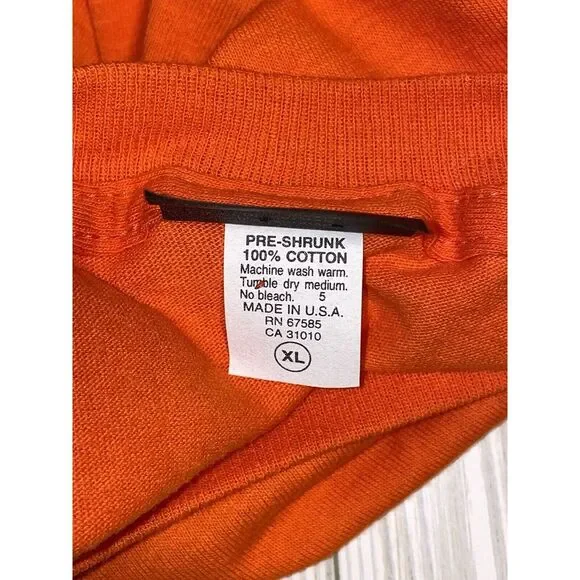 PRE-SHRUNK
100% COTTON
Machine wash warm.
Tumble dry medium.
No bleach. 5
MADE IN U.S.A.
RN 67585
CA 31010
XL